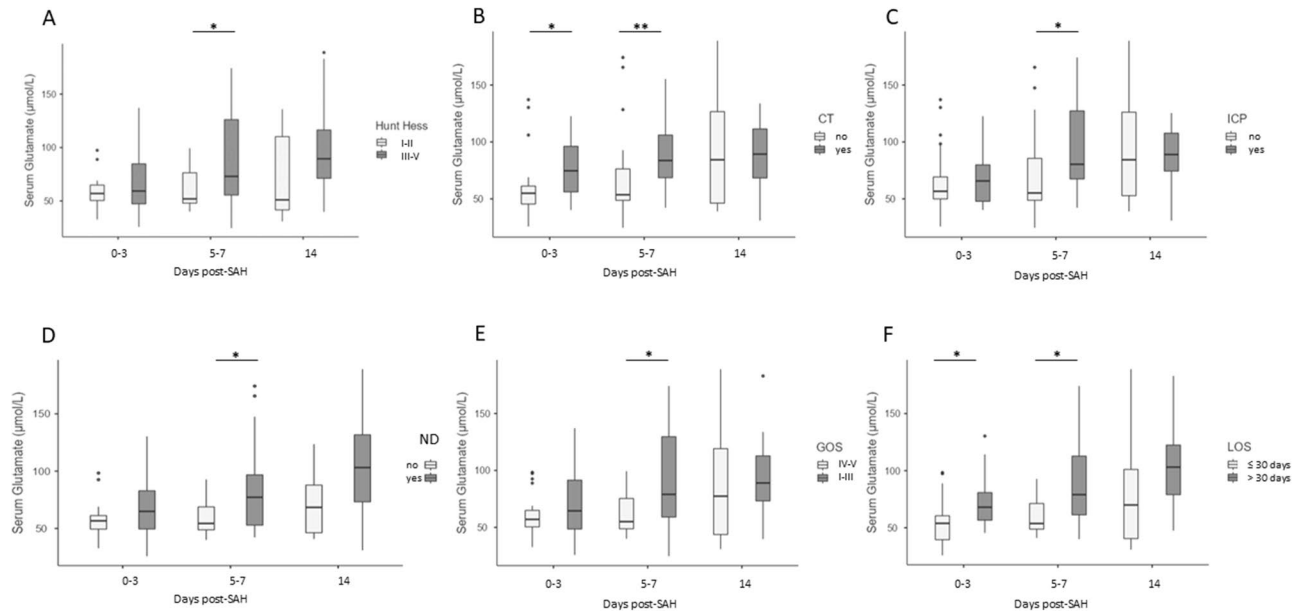 A
*
Serum Glutamate (μmol/L)
150
100
50
0-3
5-7
14
Days post-SAH
Hunt Hess
I-II
III-V
B
*
**
Serum Glutamate (μmol/L)
150
100
50
0-3
5-7
14
Days post-SAH
CT
no
yes
C
*
Serum Glutamate (μmol/L)
150
100
50
0-3
5-7
14
Days post-SAH
ICP
no
yes
D
*
Serum Glutamate (μmol/L)
150
100
50
0-3
5-7
14
Days post-SAH
ND
no
yes
E
*
Serum Glutamate (μmol/L)
150
100
50
0-3
5-7
14
Days post-SAH
GOS
IV-V
I-III
F
*
*
Serum Glutamate (μmol/L)
150
100
50
0-3
5-7
14
Days post-SAH
LOS
≤ 30 days
> 30 days